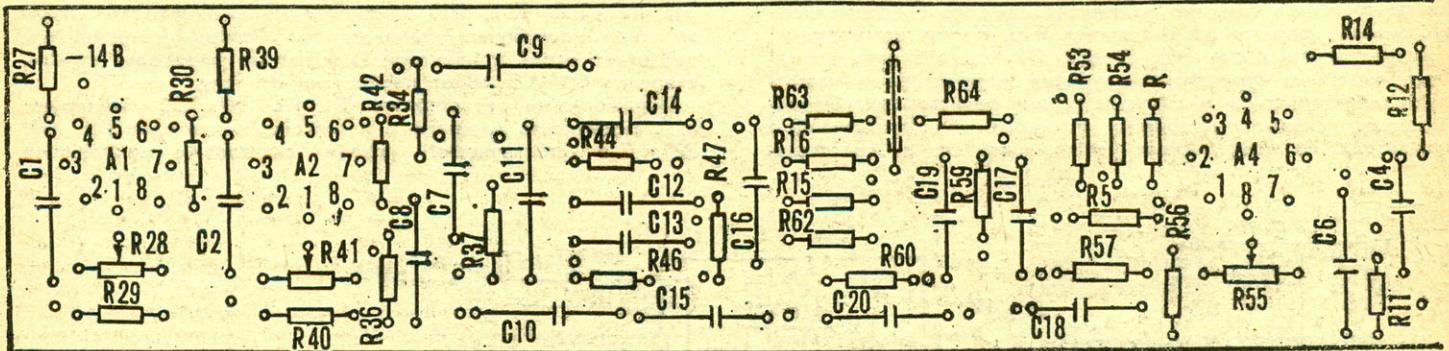 R27
-14В
R30
R39
R42
R34
C9
4 5 6
3 A1 7
2 1 8
C1
R28
R29
C2
4 5 6
3 A2 7
2 1 8
R41
R40
R36
C8
C7
R37
C11
C10
C14
R44
C12
C13
R46
C15
R47
C16
R63
R16
R15
R62
R60
C20
R64
C19
R59
C17
C18
R53
R54
R
R5
R57
R56
3 4 5
2 A4 6
1 8 7
R55
R14
R12
C4
C6
R11